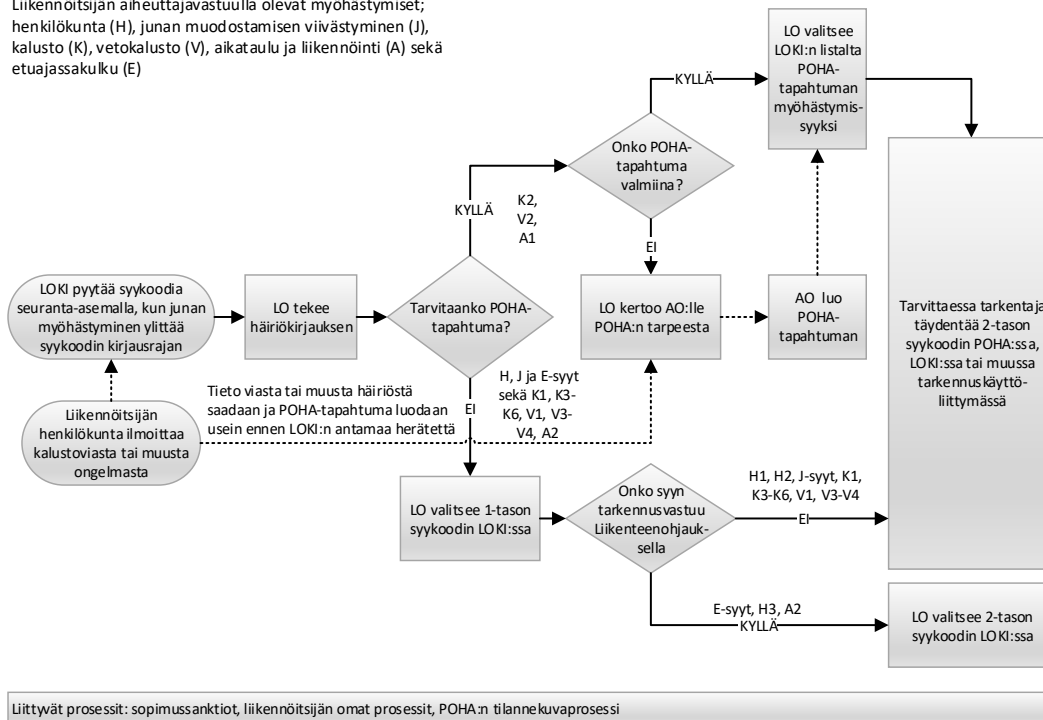 Liikennöitsijän aiheuttajavastuulla olevat myöhästymiset;
henkilökunta (H), junan muodostamisen viivästyminen (J),
kalusto (K), vetokalusto (V), aikataulu ja liikennöinti (A) sekä
etuajassakulku (E)
LO valitsee
LOKI:n listalta
POHA-
tapahtuman
myöhästymis-
syyksi
KYLLÄ
Onko POHA-
tapahtuma
valmiina?
KYLLÄ
K2,
V2,
A1
EI
LOKI pyytää syykoodia
seuranta-asemalla, kun junan
myöhästyminen ylittää
syykoodin kirjausrajan
LO tekee
häiriökirjauksen
Tarvitaanko POHA-
tapahtuma?
LO kertoo AO:lle
POHA:n tarpeesta
AO luo
POHA-
tapahtuman
Tarvittaessa tarkentaja
täydentää 2-tason
syykoodin POHA:ssa,
LOKI:ssa tai muussa
tarkennuskäyttö-
liittymässä
Tieto viasta tai muusta häiriöstä
saadaan ja POHA-tapahtuma luodaan
usein ennen LOKI:n antamaa herätettä
EI
H, J ja E-syyt
sekä K1, K3-
K6, V1, V3-
V4, A2
Liikennöitsijän
henkilökunta ilmoittaa
kalustoviasta tai muusta
ongelmasta
LO valitsee 1-tason
syykoodin LOKI:ssa
Onko syyn
tarkennusvastuu
Liikenteenohjauk-
sella
H1, H2, J-syyt, K1,
K3-K6, V1, V3-V4
EI
E-syyt, H3, A2
KYLLÄ
LO valitsee 2-tason
syykoodin LOKI:ssa
Liittyvät prosessit: sopimussanktiot, liikennöitsijän omat prosessit, POHA:n tilannekuvaprosessi